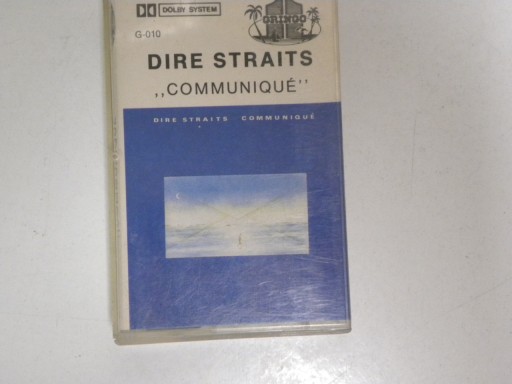 DOLBY SYSTEM
G-010
DIRE STRAITS
,,COMMUNIQUÉ''
DIRE STRAITS COMMUNIQUÉ